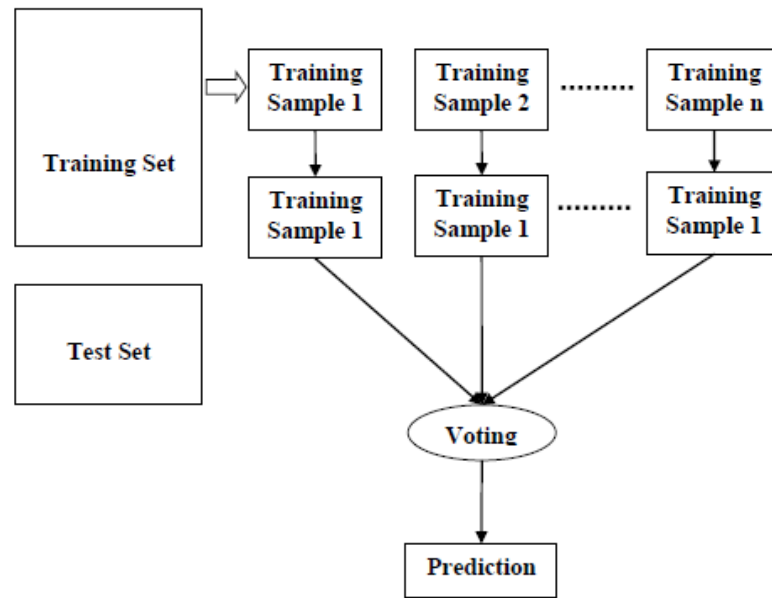 Training Set
Training
Sample 1
Training
Sample 2
.........
Training
Sample n
Training
Sample 1
Training
Sample 1
.........
Training
Sample 1
Test Set
Voting
Prediction